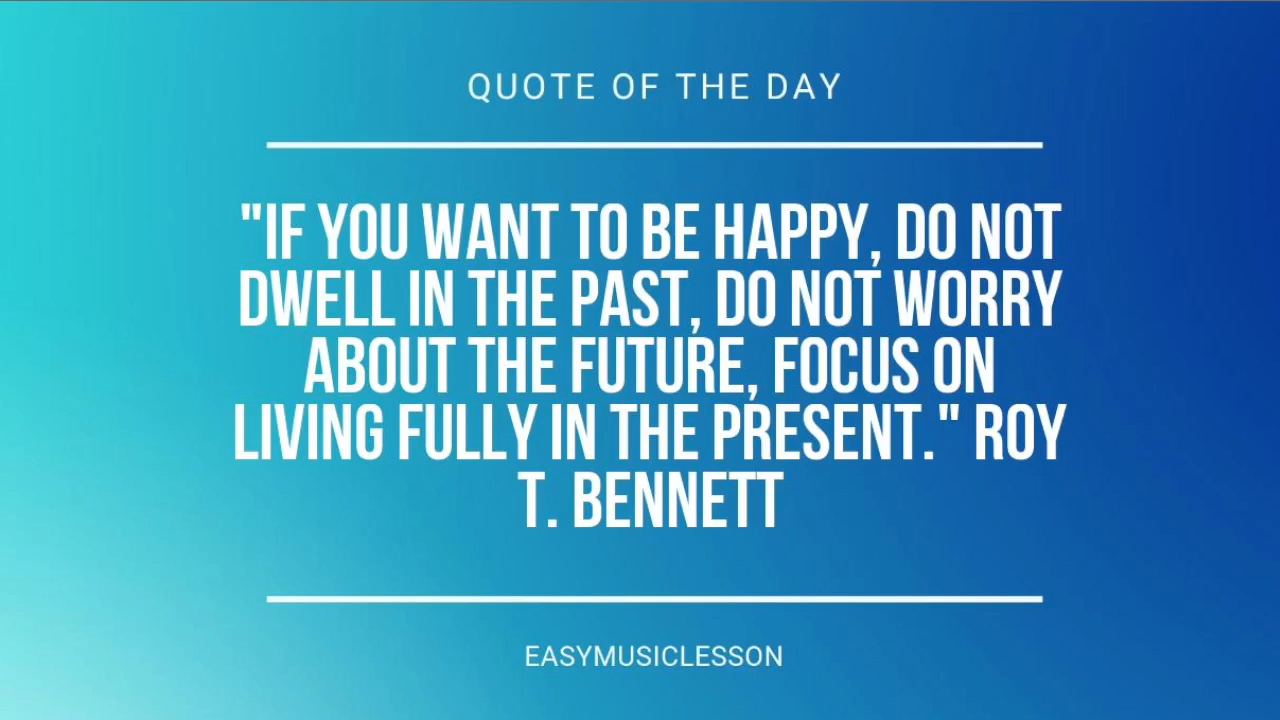 QUOTE OF THE DAY
"IF YOU WANT TO BE HAPPY, DO NOT
DWELL IN THE PAST, DO NOT WORRY
ABOUT THE FUTURE, FOCUS ON
LIVING FULLY IN THE PRESENT." ROY
T. BENNETT
EASYMUSICLESSON